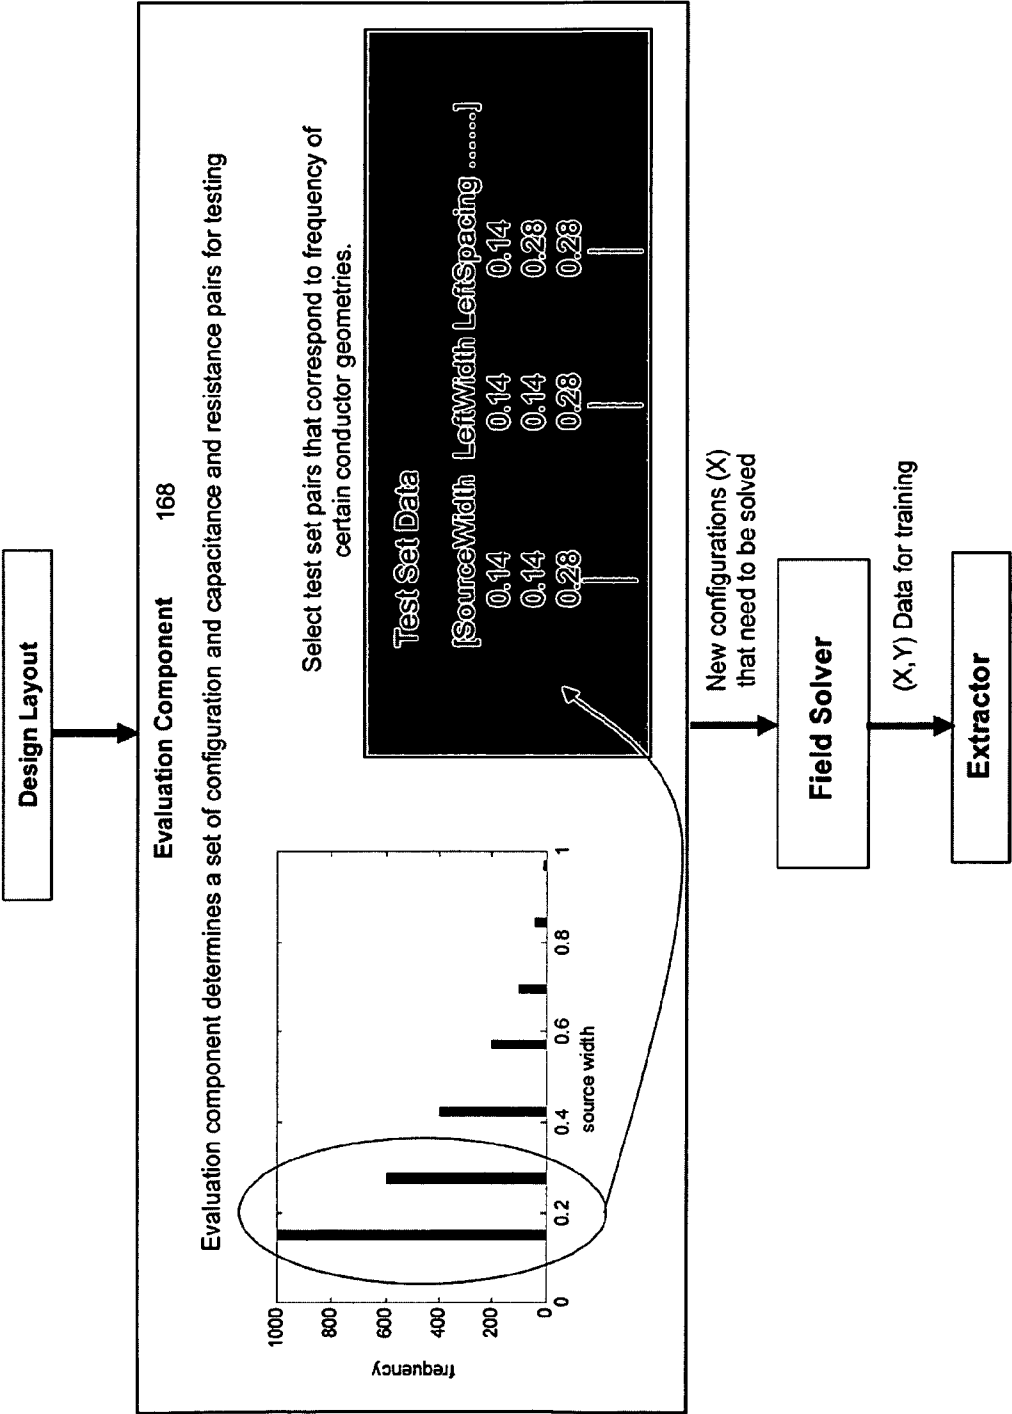 Design Layout
Evaluation Component 168
Evaluation component determines a set of configuration and capacitance and resistance pairs for testing
Select test set pairs that correspond to frequency of
certain conductor geometries.
Test Set Data
[SourceWidth LeftWidth LeftSpacing .......]
0.14 0.14 0.14
0.14 0.14 0.28
0.28 0.28 0.28
frequency
1000
800
600
400
200
0
0 0.2 0.4 0.6 0.8 1
source width
New configurations (X)
that need to be solved
Field Solver
(X,Y) Data for training
Extractor